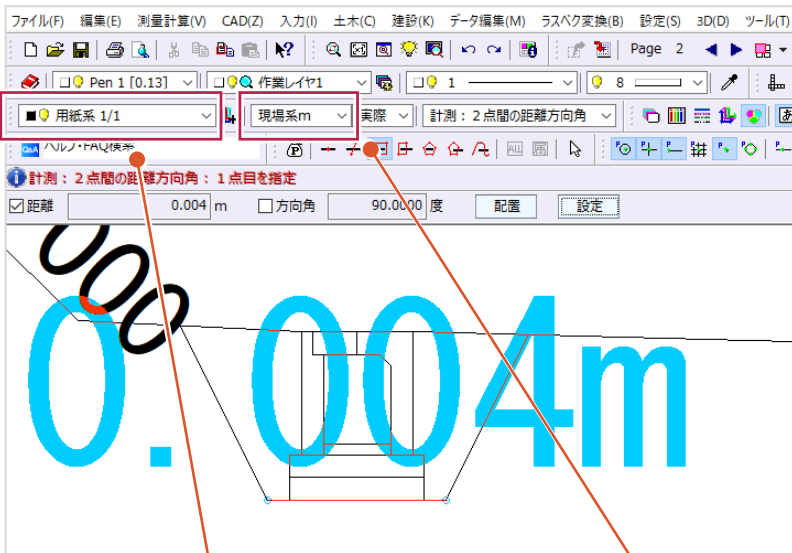 ファイル(F) 編集(E) 測量計算(V) CAD(Z) 入力(I) 土木(C) 建設(K) データ編集(M) ラスベク変換(B) 設定(S) 3D(D) ツール(T)
Page 2
Pen 1 [0.13] 作業レイヤ1 1 8
用紙系 1/1 現場系m 実際 計測：２点間の距離方向角 あ
Q&A ヘルプ・FAQ検索 P ALL
計測：２点間の距離方向角：１点目を指定
距離 0.004 m 方向角 90.0000 度 配置 設定
000
0.004m